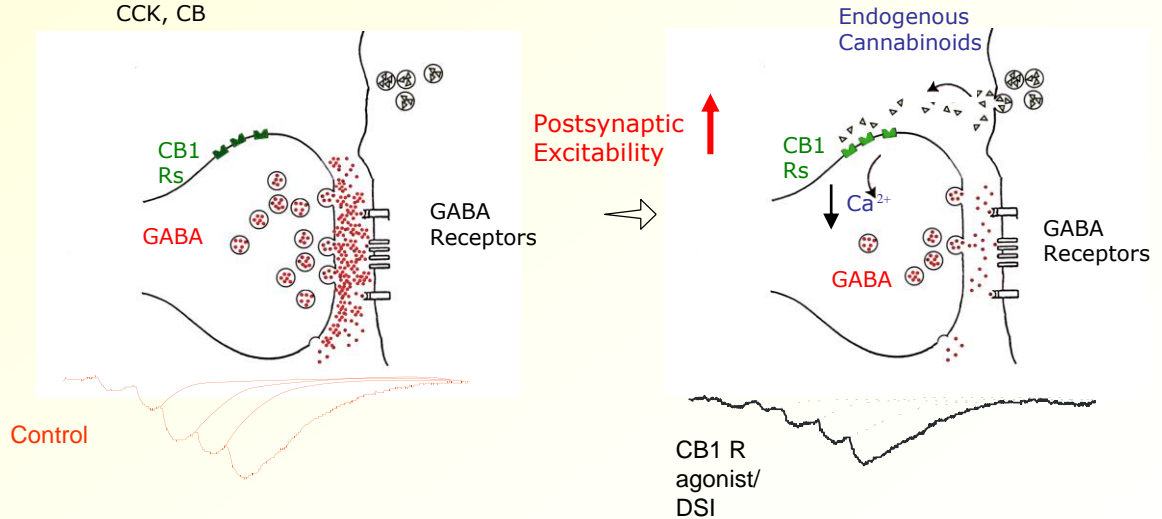 CCK, CB
CB1
Rs
GABA
GABA
Receptors
Control
Postsynaptic
Excitability
Endogenous
Cannabinoids
CB1
Rs
Ca²⁺
GABA
GABA
Receptors
CB1 R
agonist/
DSI